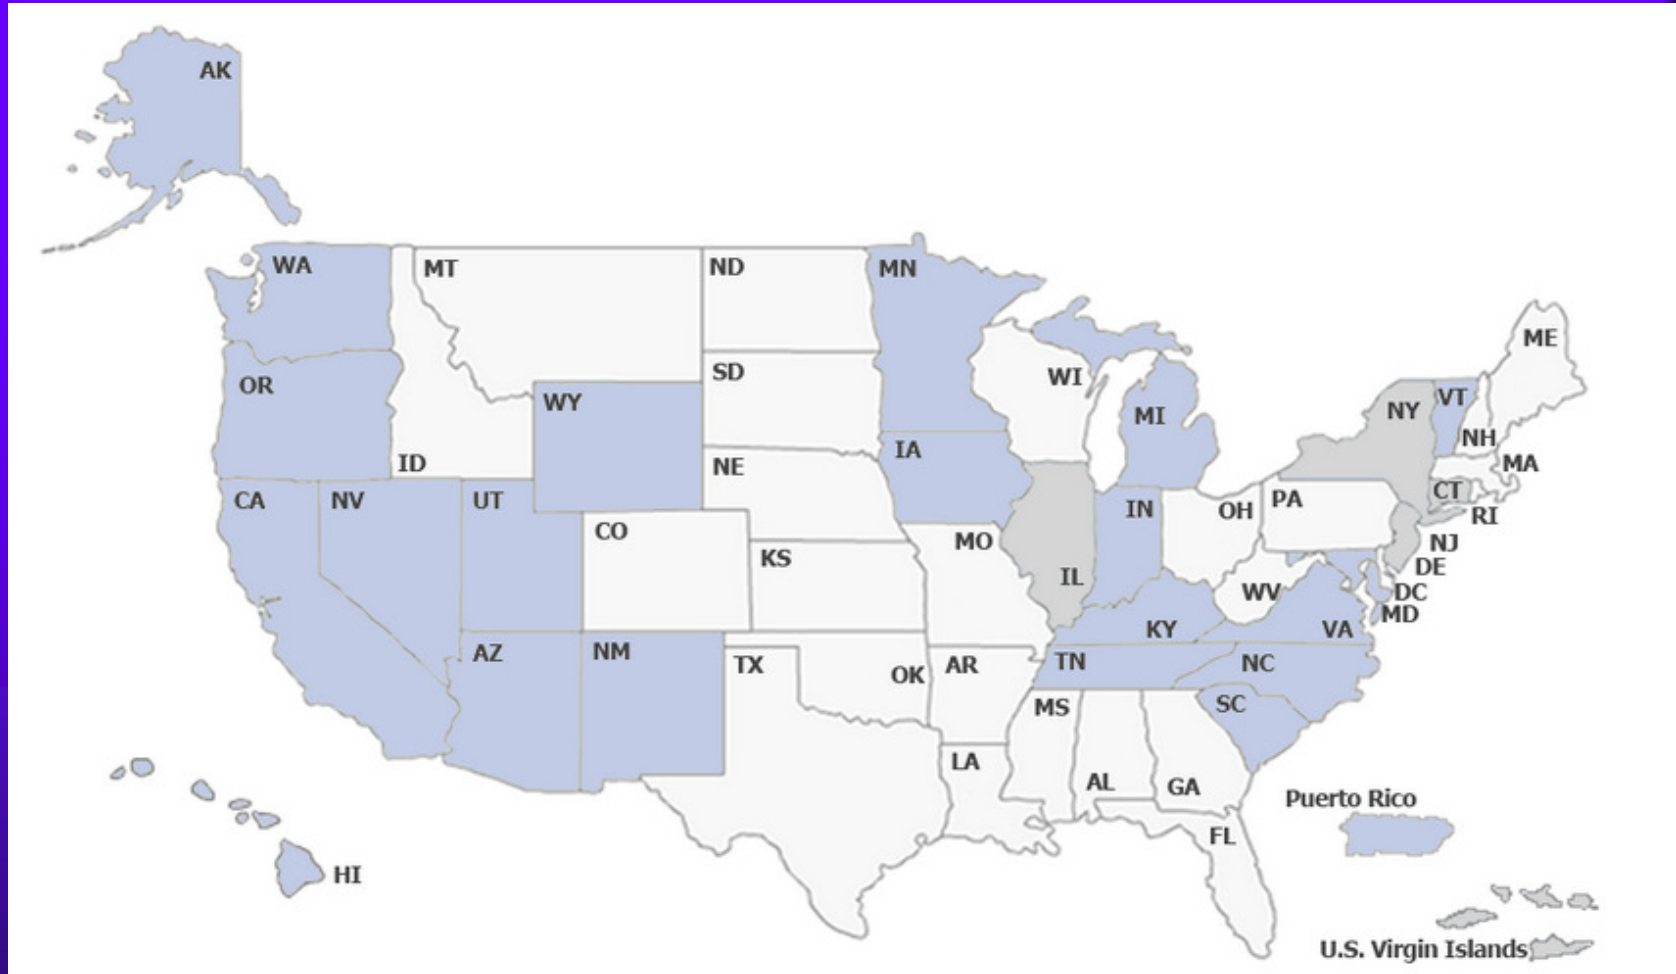 AK
WA
MT
ND
MN
ME
OR
SD
WI
WY
MI
NY
VT
NH
ID
IA
NE
MA
CA
NV
UT
CT
IN
OH
PA
RI
CO
MO
NJ
KS
IL
DE
WV
DC
MD
KY
VA
AZ
NM
TX
OK
AR
TN
NC
MS
SC
LA
AL
GA
Puerto Rico
FL
HI
U.S. Virgin Islands